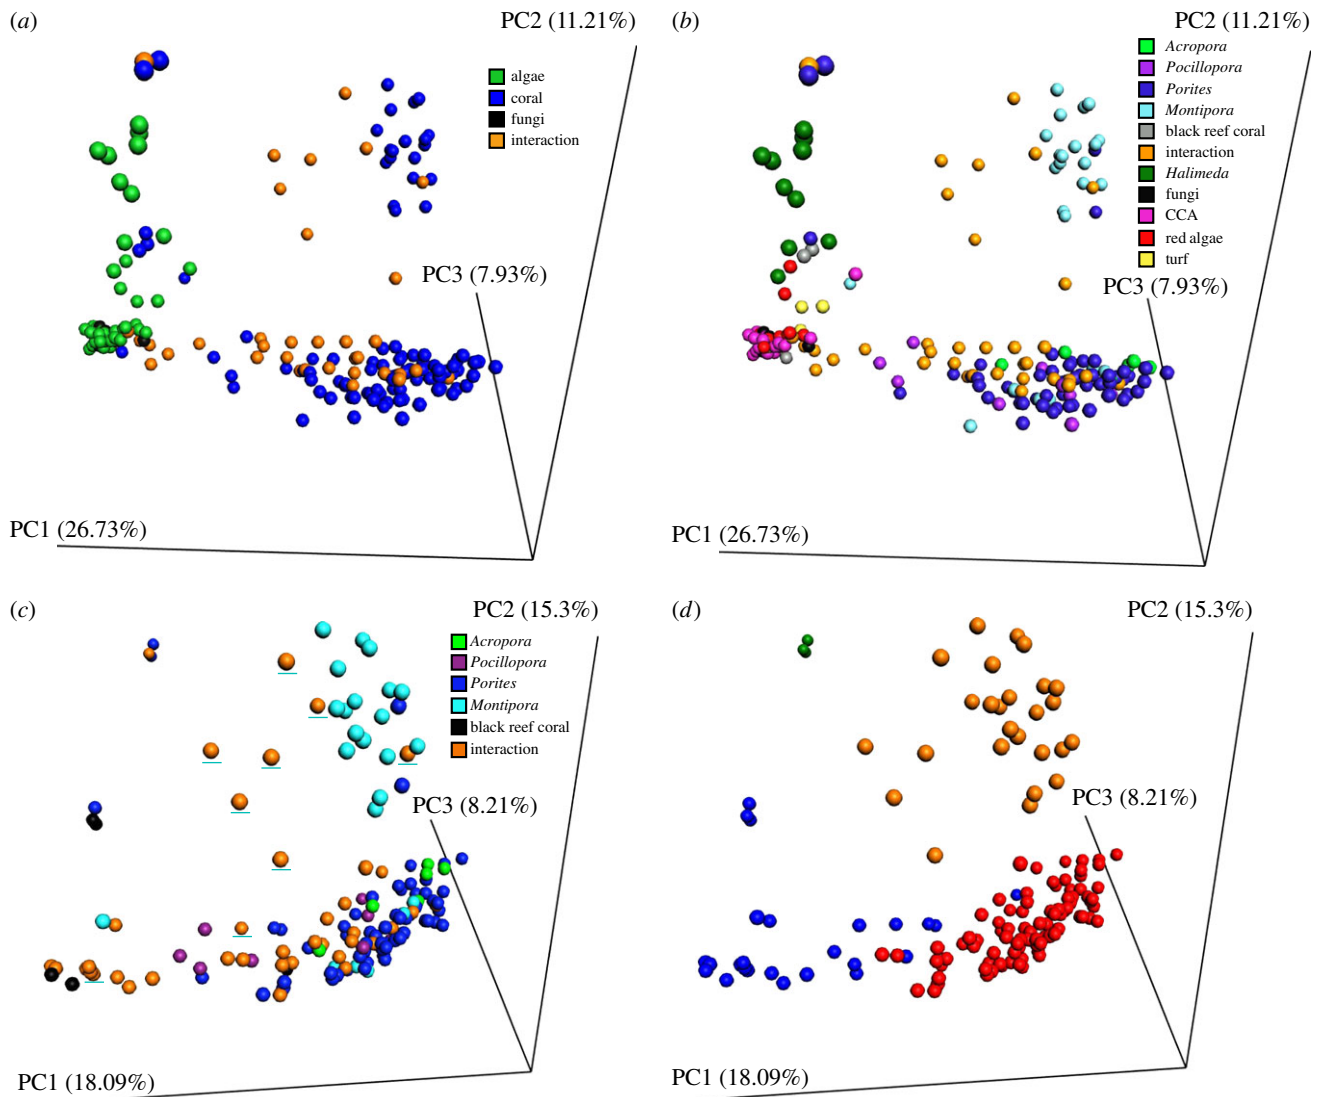 (a)
PC2 (11.21%)
algae
coral
fungi
interaction
PC3 (7.93%)
PC1 (26.73%)
(b)
PC2 (11.21%)
Acropora
Pocillopora
Porites
Montipora
black reef coral
interaction
Halimeda
fungi
CCA
red algae
turf
PC3 (7.93%)
PC1 (26.73%)
(c)
PC2 (15.3%)
Acropora
Pocillopora
Porites
Montipora
black reef coral
interaction
PC3 (8.21%)
PC1 (18.09%)
(d)
PC2 (15.3%)
PC3 (8.21%)
PC1 (18.09%)